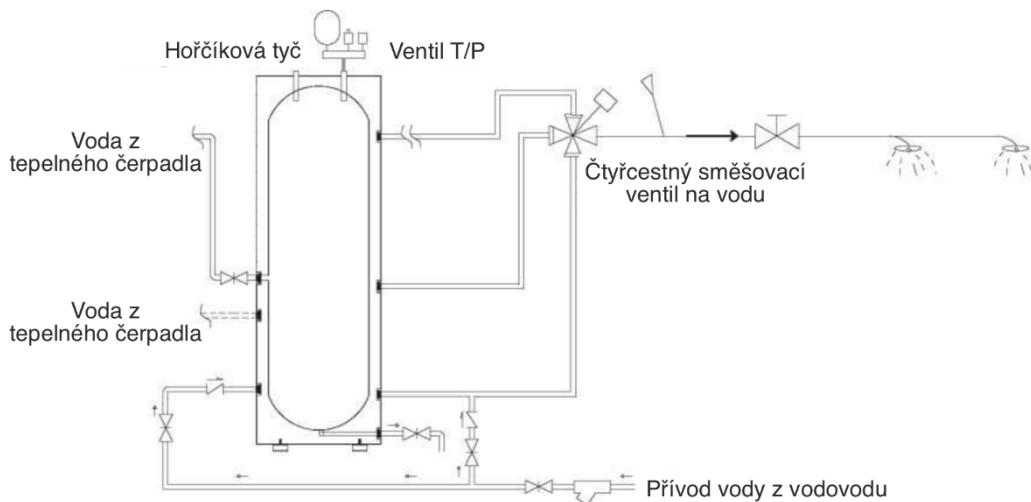 Hořčíková tyč
Ventil T/P
Voda z
tepelného čerpadla
Čtyřcestný směšovací
ventil na vodu
Voda z
tepelného čerpadla
Přívod vody z vodovodu